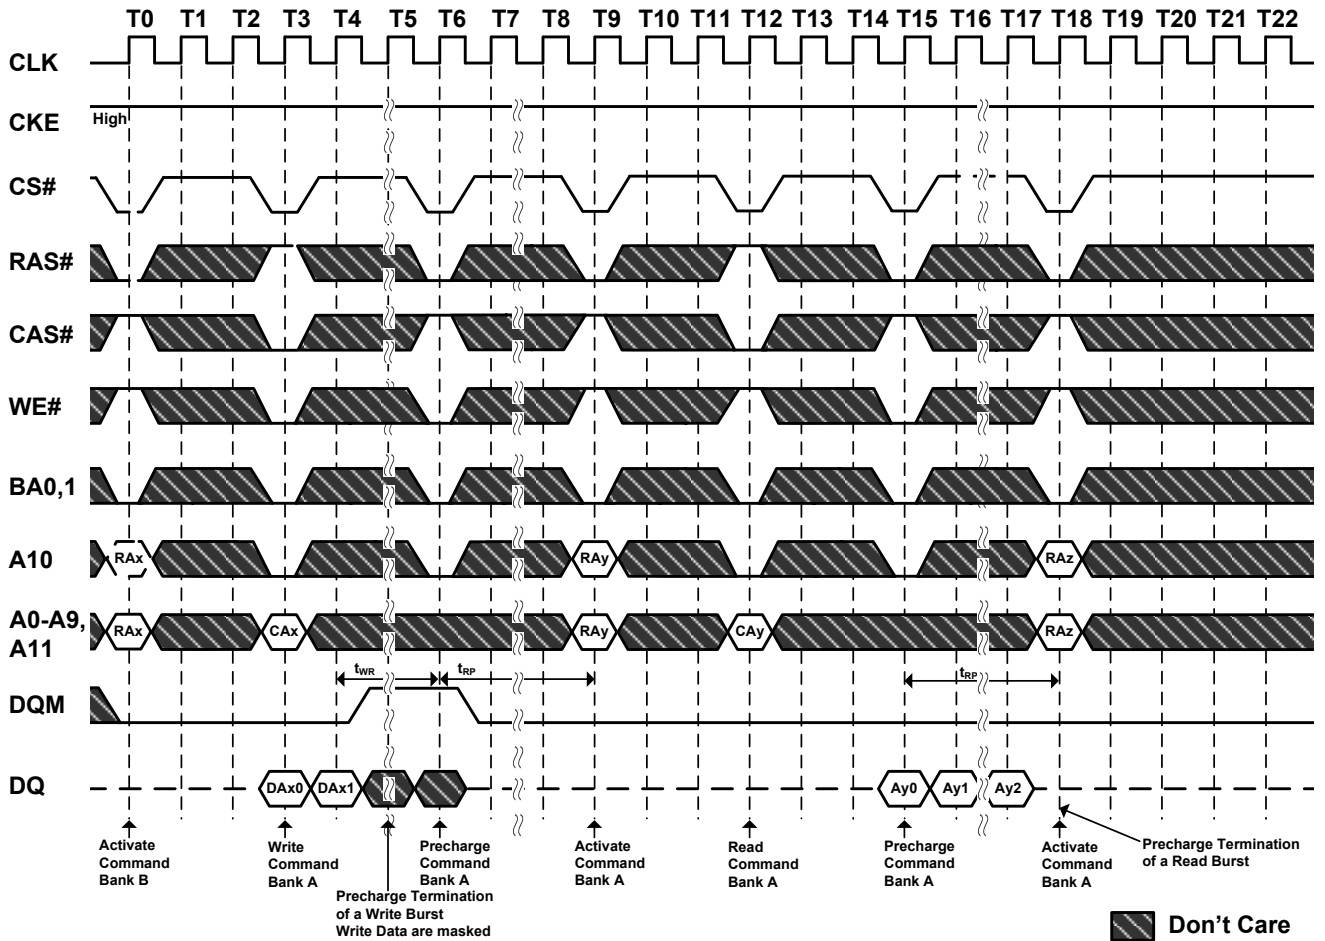 T0 T1 T2 T3 T4 T5 T6 T7 T8 T9 T10 T11 T12 T13 T14 T15 T16 T17 T18 T19 T20 T21 T22
CLK
CKE
High
CS#
RAS#
CAS#
WE#
BA0,1
A10
RAx RAy RAz
A0-A9,
A11
RAx CAx RAy CAy RAz
tWR tRP tRP
DQM
DQ
DAx0 DAx1 Ay0 Ay1 Ay2
Activate
Command
Bank B
Write
Command
Bank A
Precharge Termination
of a Write Burst
Write Data are masked
Precharge
Command
Bank A
Activate
Command
Bank A
Read
Command
Bank A
Precharge
Command
Bank A
Activate
Command
Bank A
Precharge Termination
of a Read Burst
Don't Care